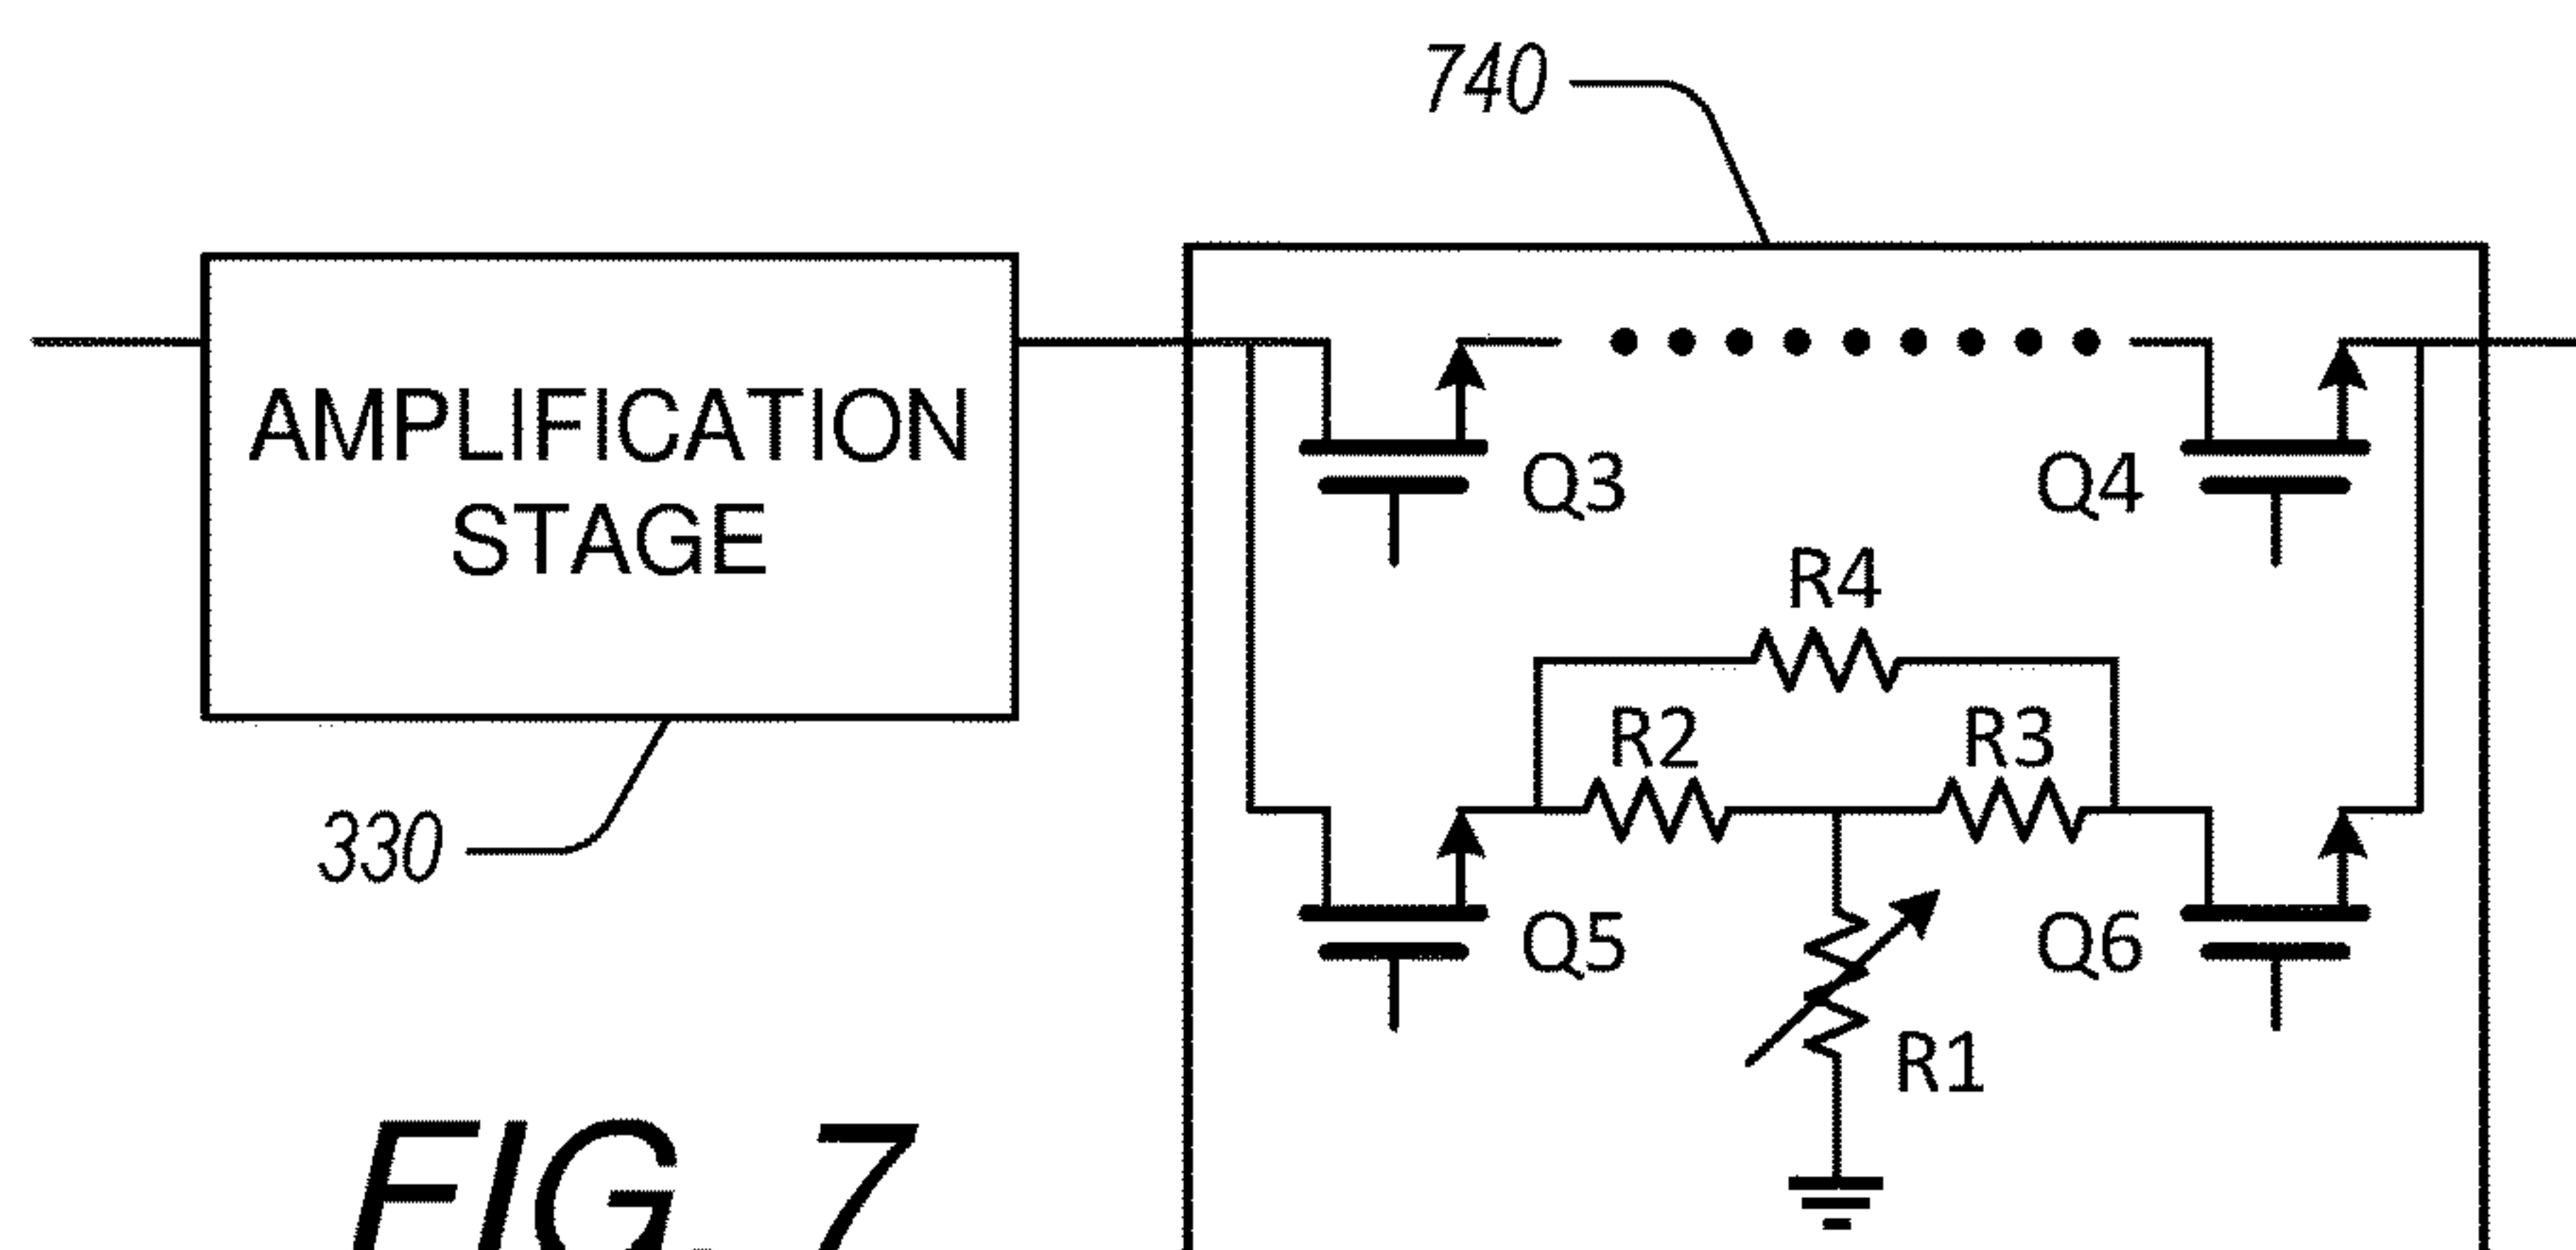 740
AMPLIFICATION
STAGE
Q3
Q4
R4
R2
R3
330
Q5
Q6
R1
FIG. 7